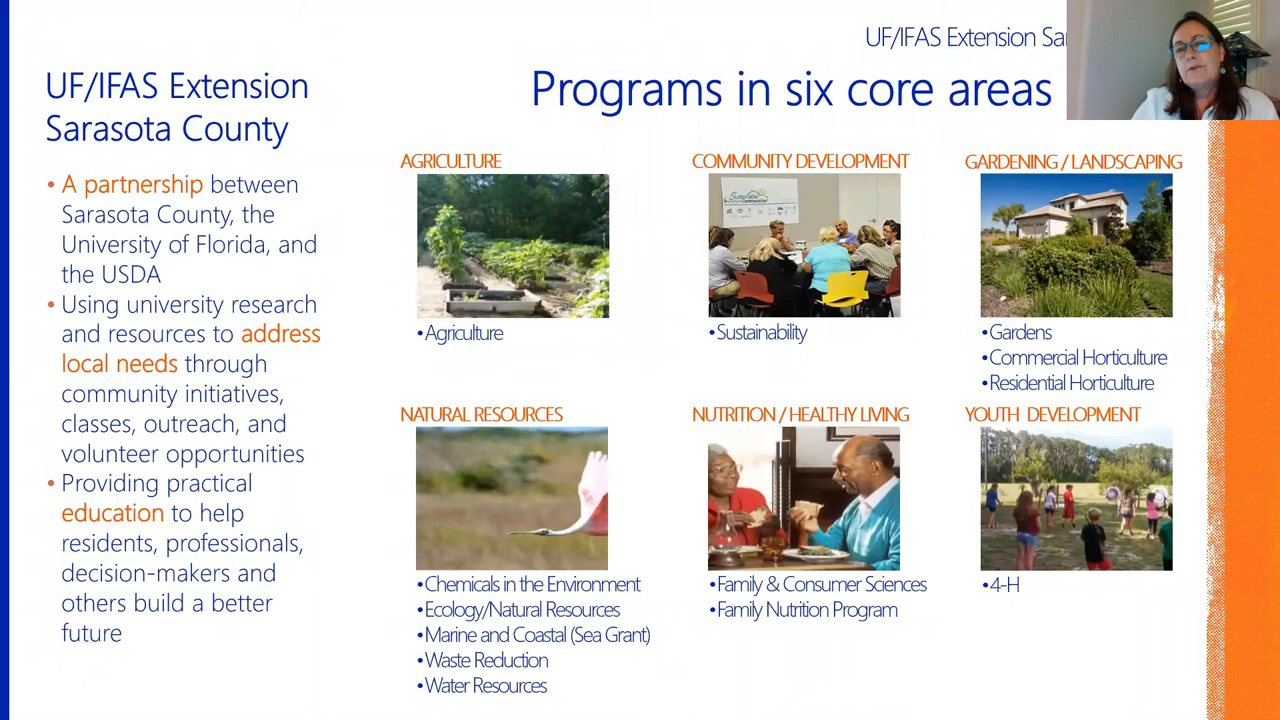 UF/IFAS Extension Sar
Programs in six core areas
UF/IFAS Extension
Sarasota County
• A partnership between
Sarasota County, the
University of Florida, and
the USDA
• Using university research
and resources to address
local needs through
community initiatives,
classes, outreach, and
volunteer opportunities
• Providing practical
education to help
residents, professionals,
decision-makers and
others build a better
future
AGRICULTURE
•Agriculture
COMMUNITY DEVELOPMENT
Sustainable
Communities
•Sustainability
GARDENING / LANDSCAPING
•Gardens
•Commercial Horticulture
•Residential Horticulture
NATURAL RESOURCES
•Chemicals in the Environment
•Ecology/Natural Resources
•Marine and Coastal (Sea Grant)
•Waste Reduction
•Water Resources
NUTRITION / HEALTHY LIVING
•Family & Consumer Sciences
•Family Nutrition Program
YOUTH DEVELOPMENT
•4-H